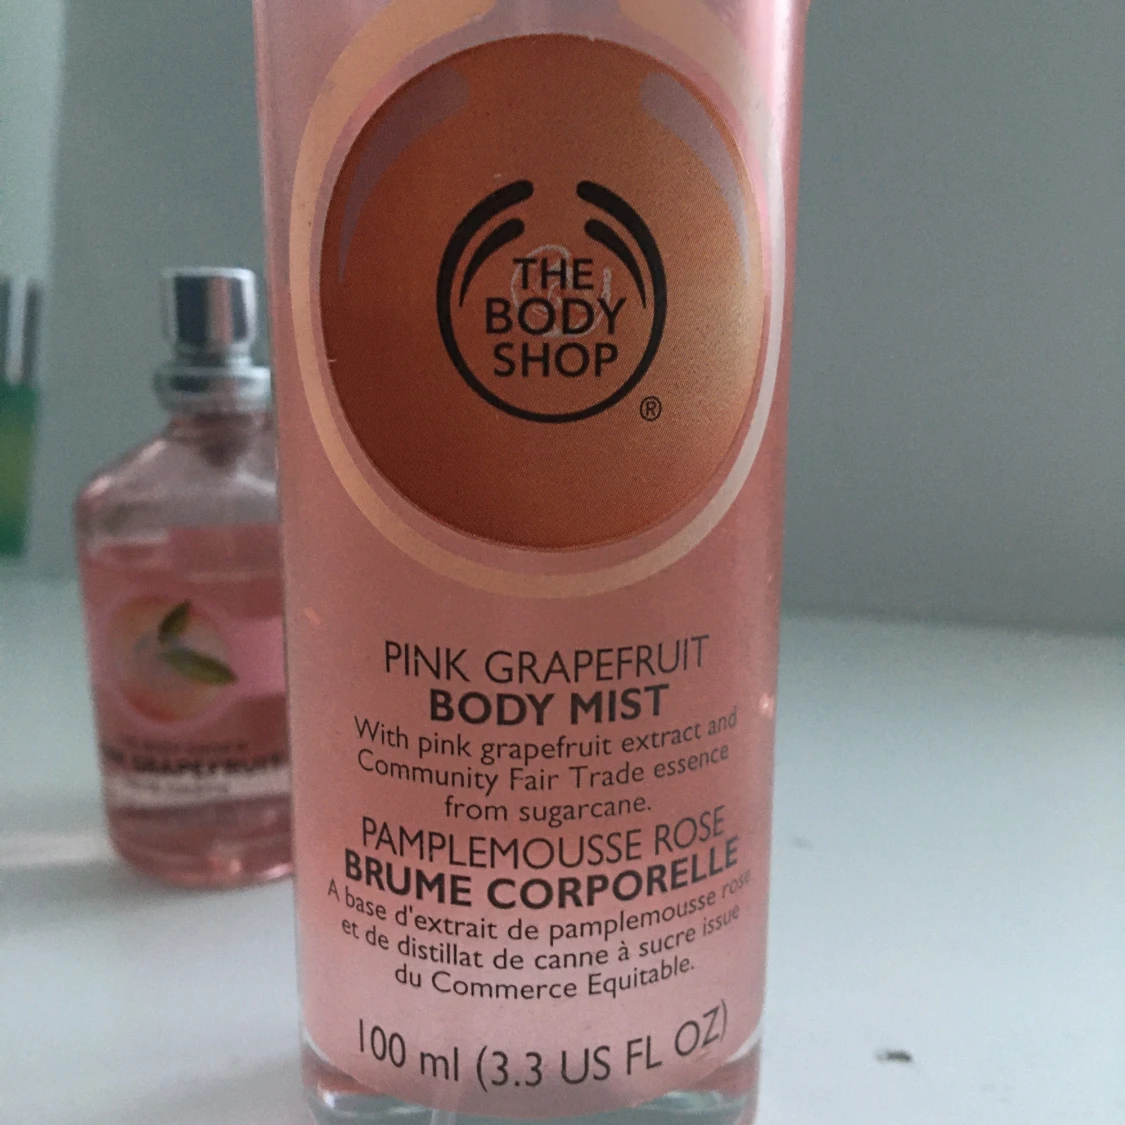 THE
BODY
SHOP
®
PINK GRAPEFRUIT
BODY MIST
With pink grapefruit extract and
Community Fair Trade essence
from sugarcane.
PAMPLEMOUSSE ROSE
BRUME CORPORELLE
A base d'extrait de pamplemousse rose
et de distillat de canne à sucre issue
du Commerce Equitable.
100 ml (3.3 US FL OZ)
PINK GRAPEFRUIT